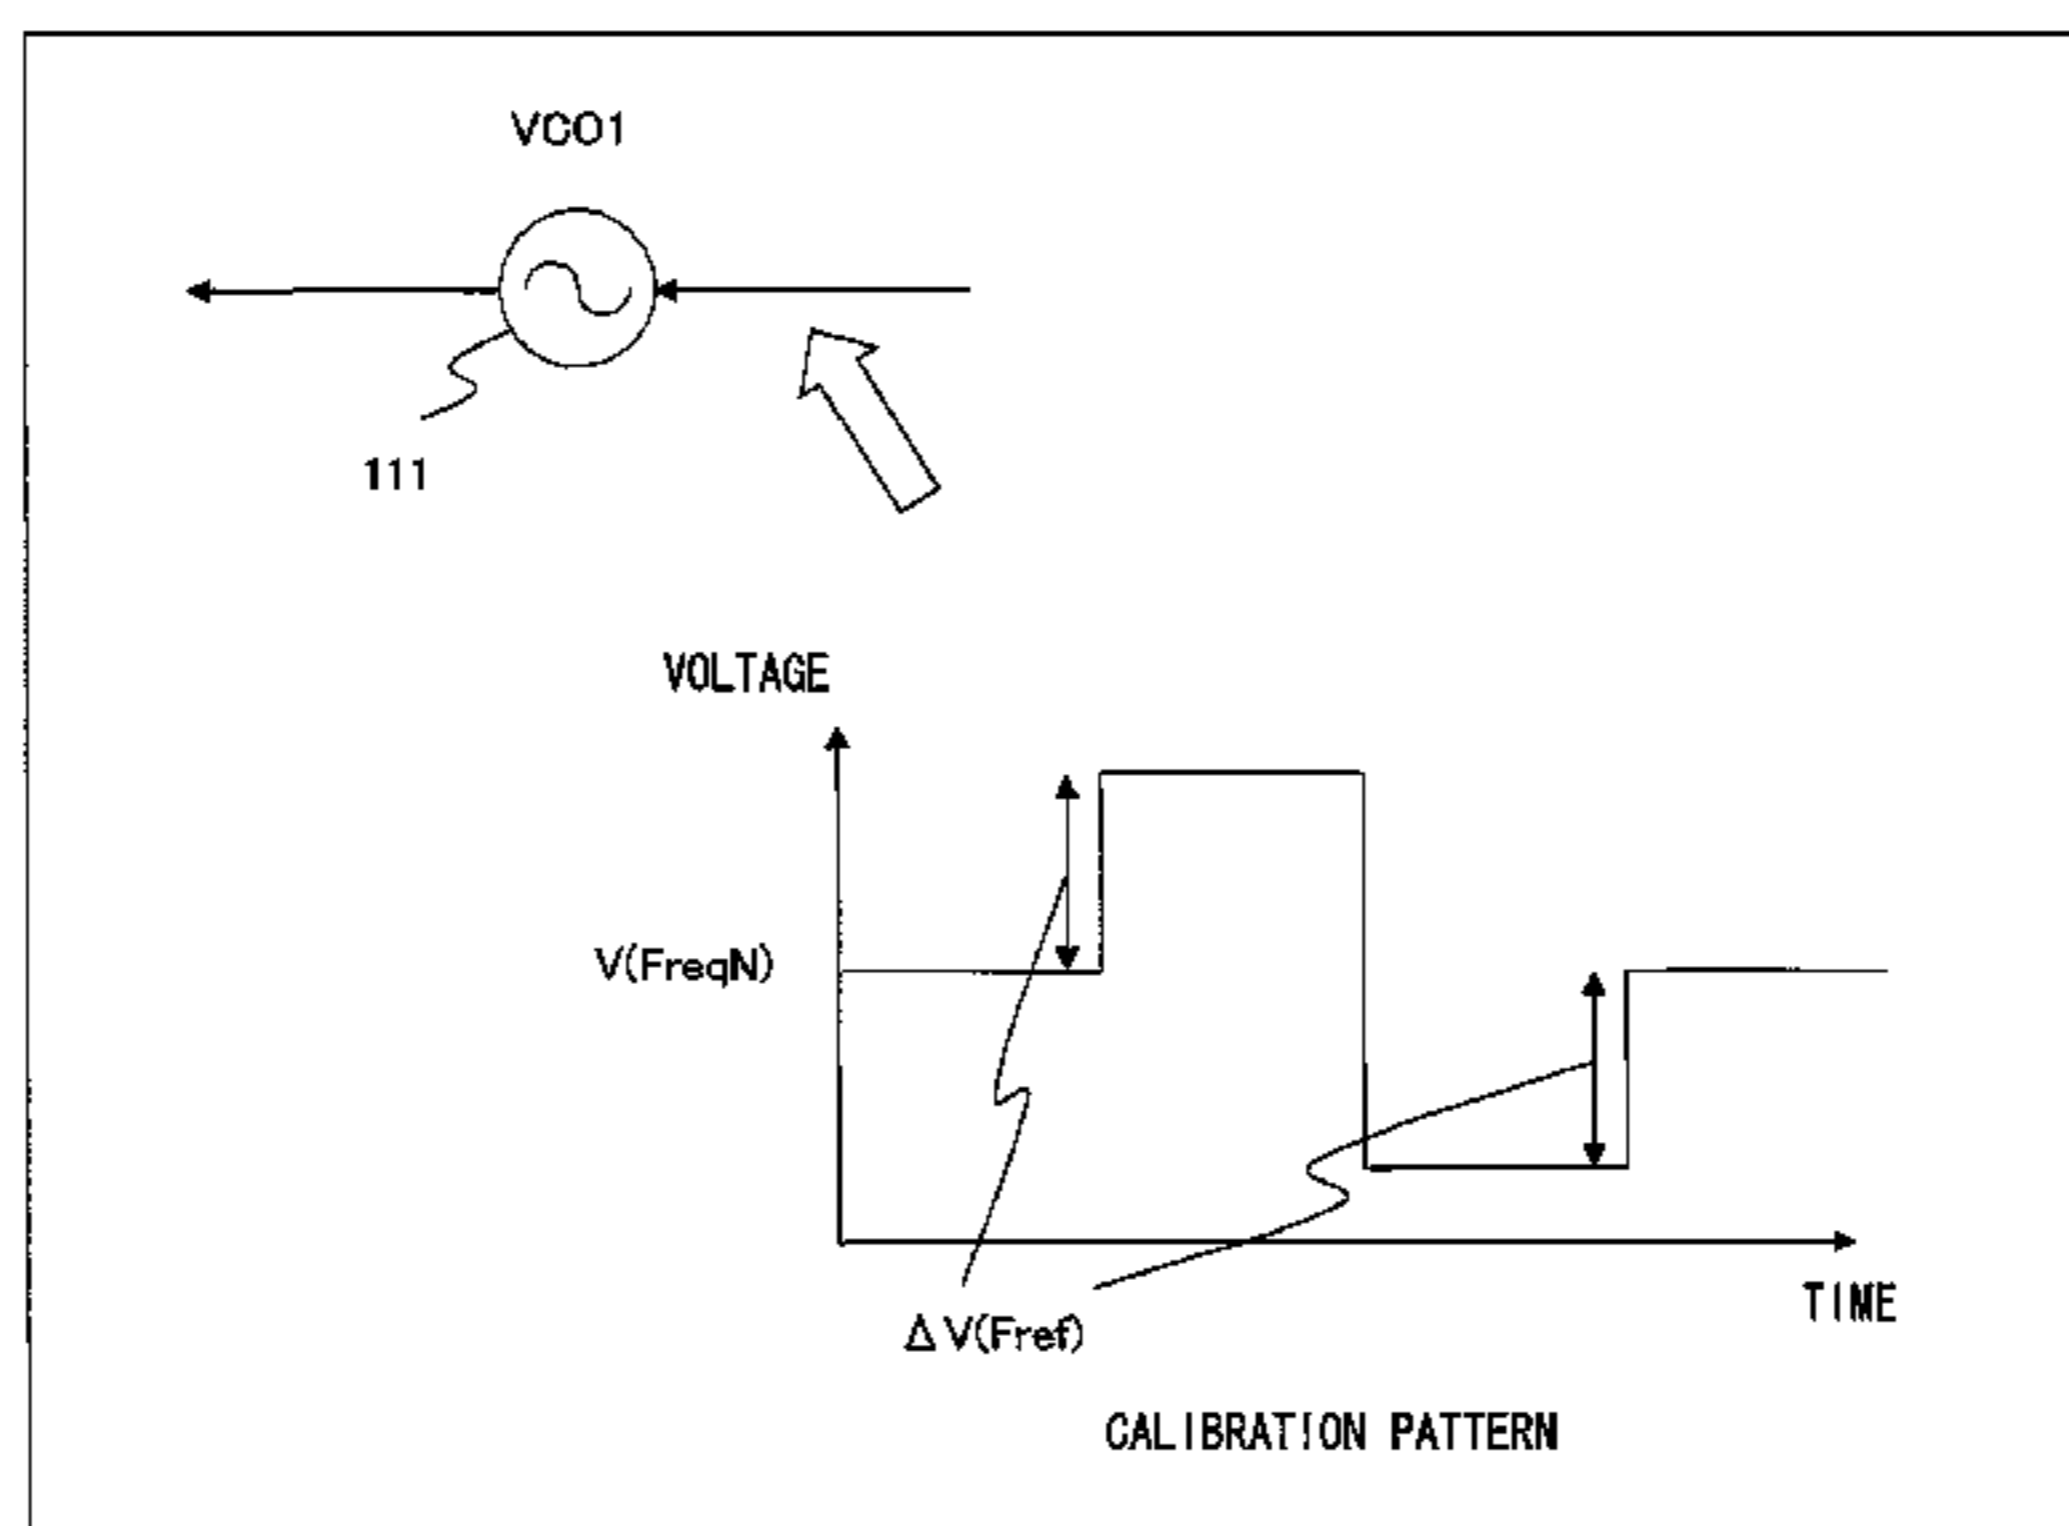 VCO1
111
VOLTAGE
V(FreqN)
ΔV(Fref)
TIME
CALIBRATION PATTERN